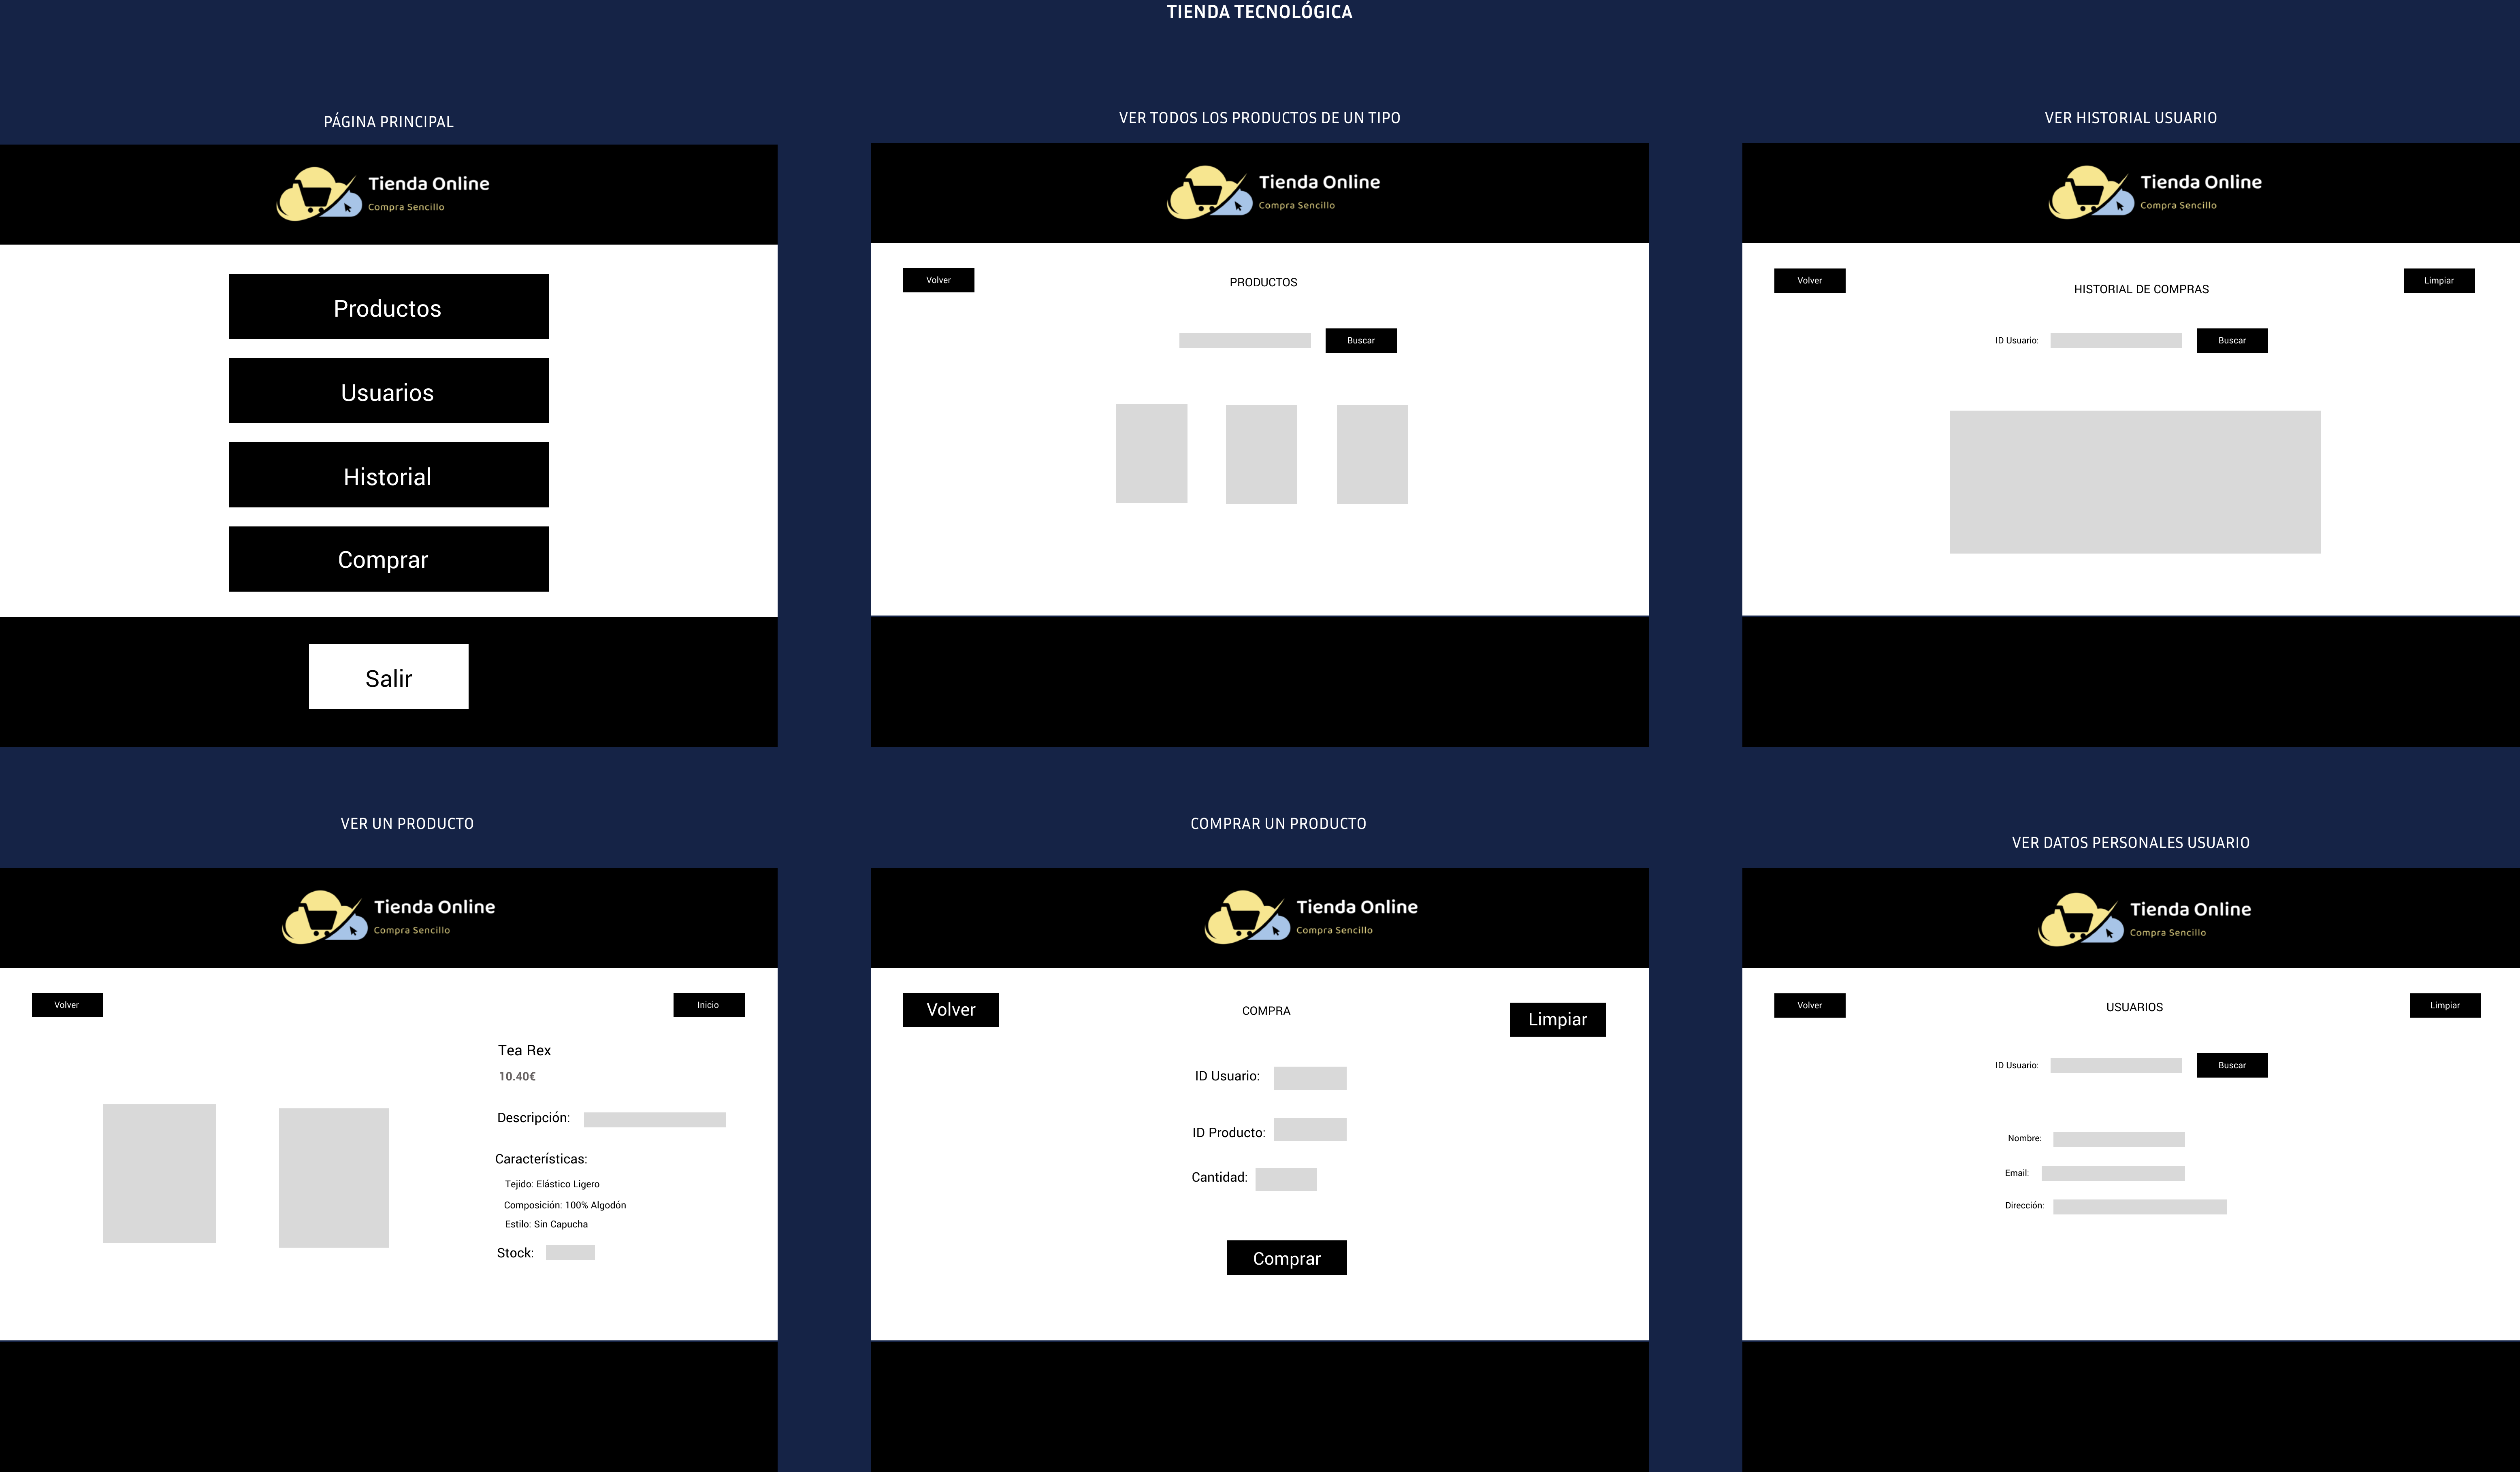 TIENDA TECNOLÓGICA
PÁGINA PRINCIPAL
Tienda Online
Compra Sencillo
Productos
Usuarios
Historial
Comprar
Salir
VER TODOS LOS PRODUCTOS DE UN TIPO
Tienda Online
Compra Sencillo
Volver
PRODUCTOS
Buscar
VER HISTORIAL USUARIO
Tienda Online
Compra Sencillo
Volver
HISTORIAL DE COMPRAS
Limpiar
ID Usuario:
Buscar
VER UN PRODUCTO
Tienda Online
Compra Sencillo
Volver
Inicio
Tea Rex
10.40€
Descripción:
Características:
Tejido: Elástico Ligero
Composición: 100% Algodón
Estilo: Sin Capucha
Stock:
COMPRAR UN PRODUCTO
Tienda Online
Compra Sencillo
Volver
COMPRA
Limpiar
ID Usuario:
ID Producto:
Cantidad:
Comprar
VER DATOS PERSONALES USUARIO
Tienda Online
Compra Sencillo
Volver
USUARIOS
Limpiar
ID Usuario:
Buscar
Nombre:
Email:
Dirección: